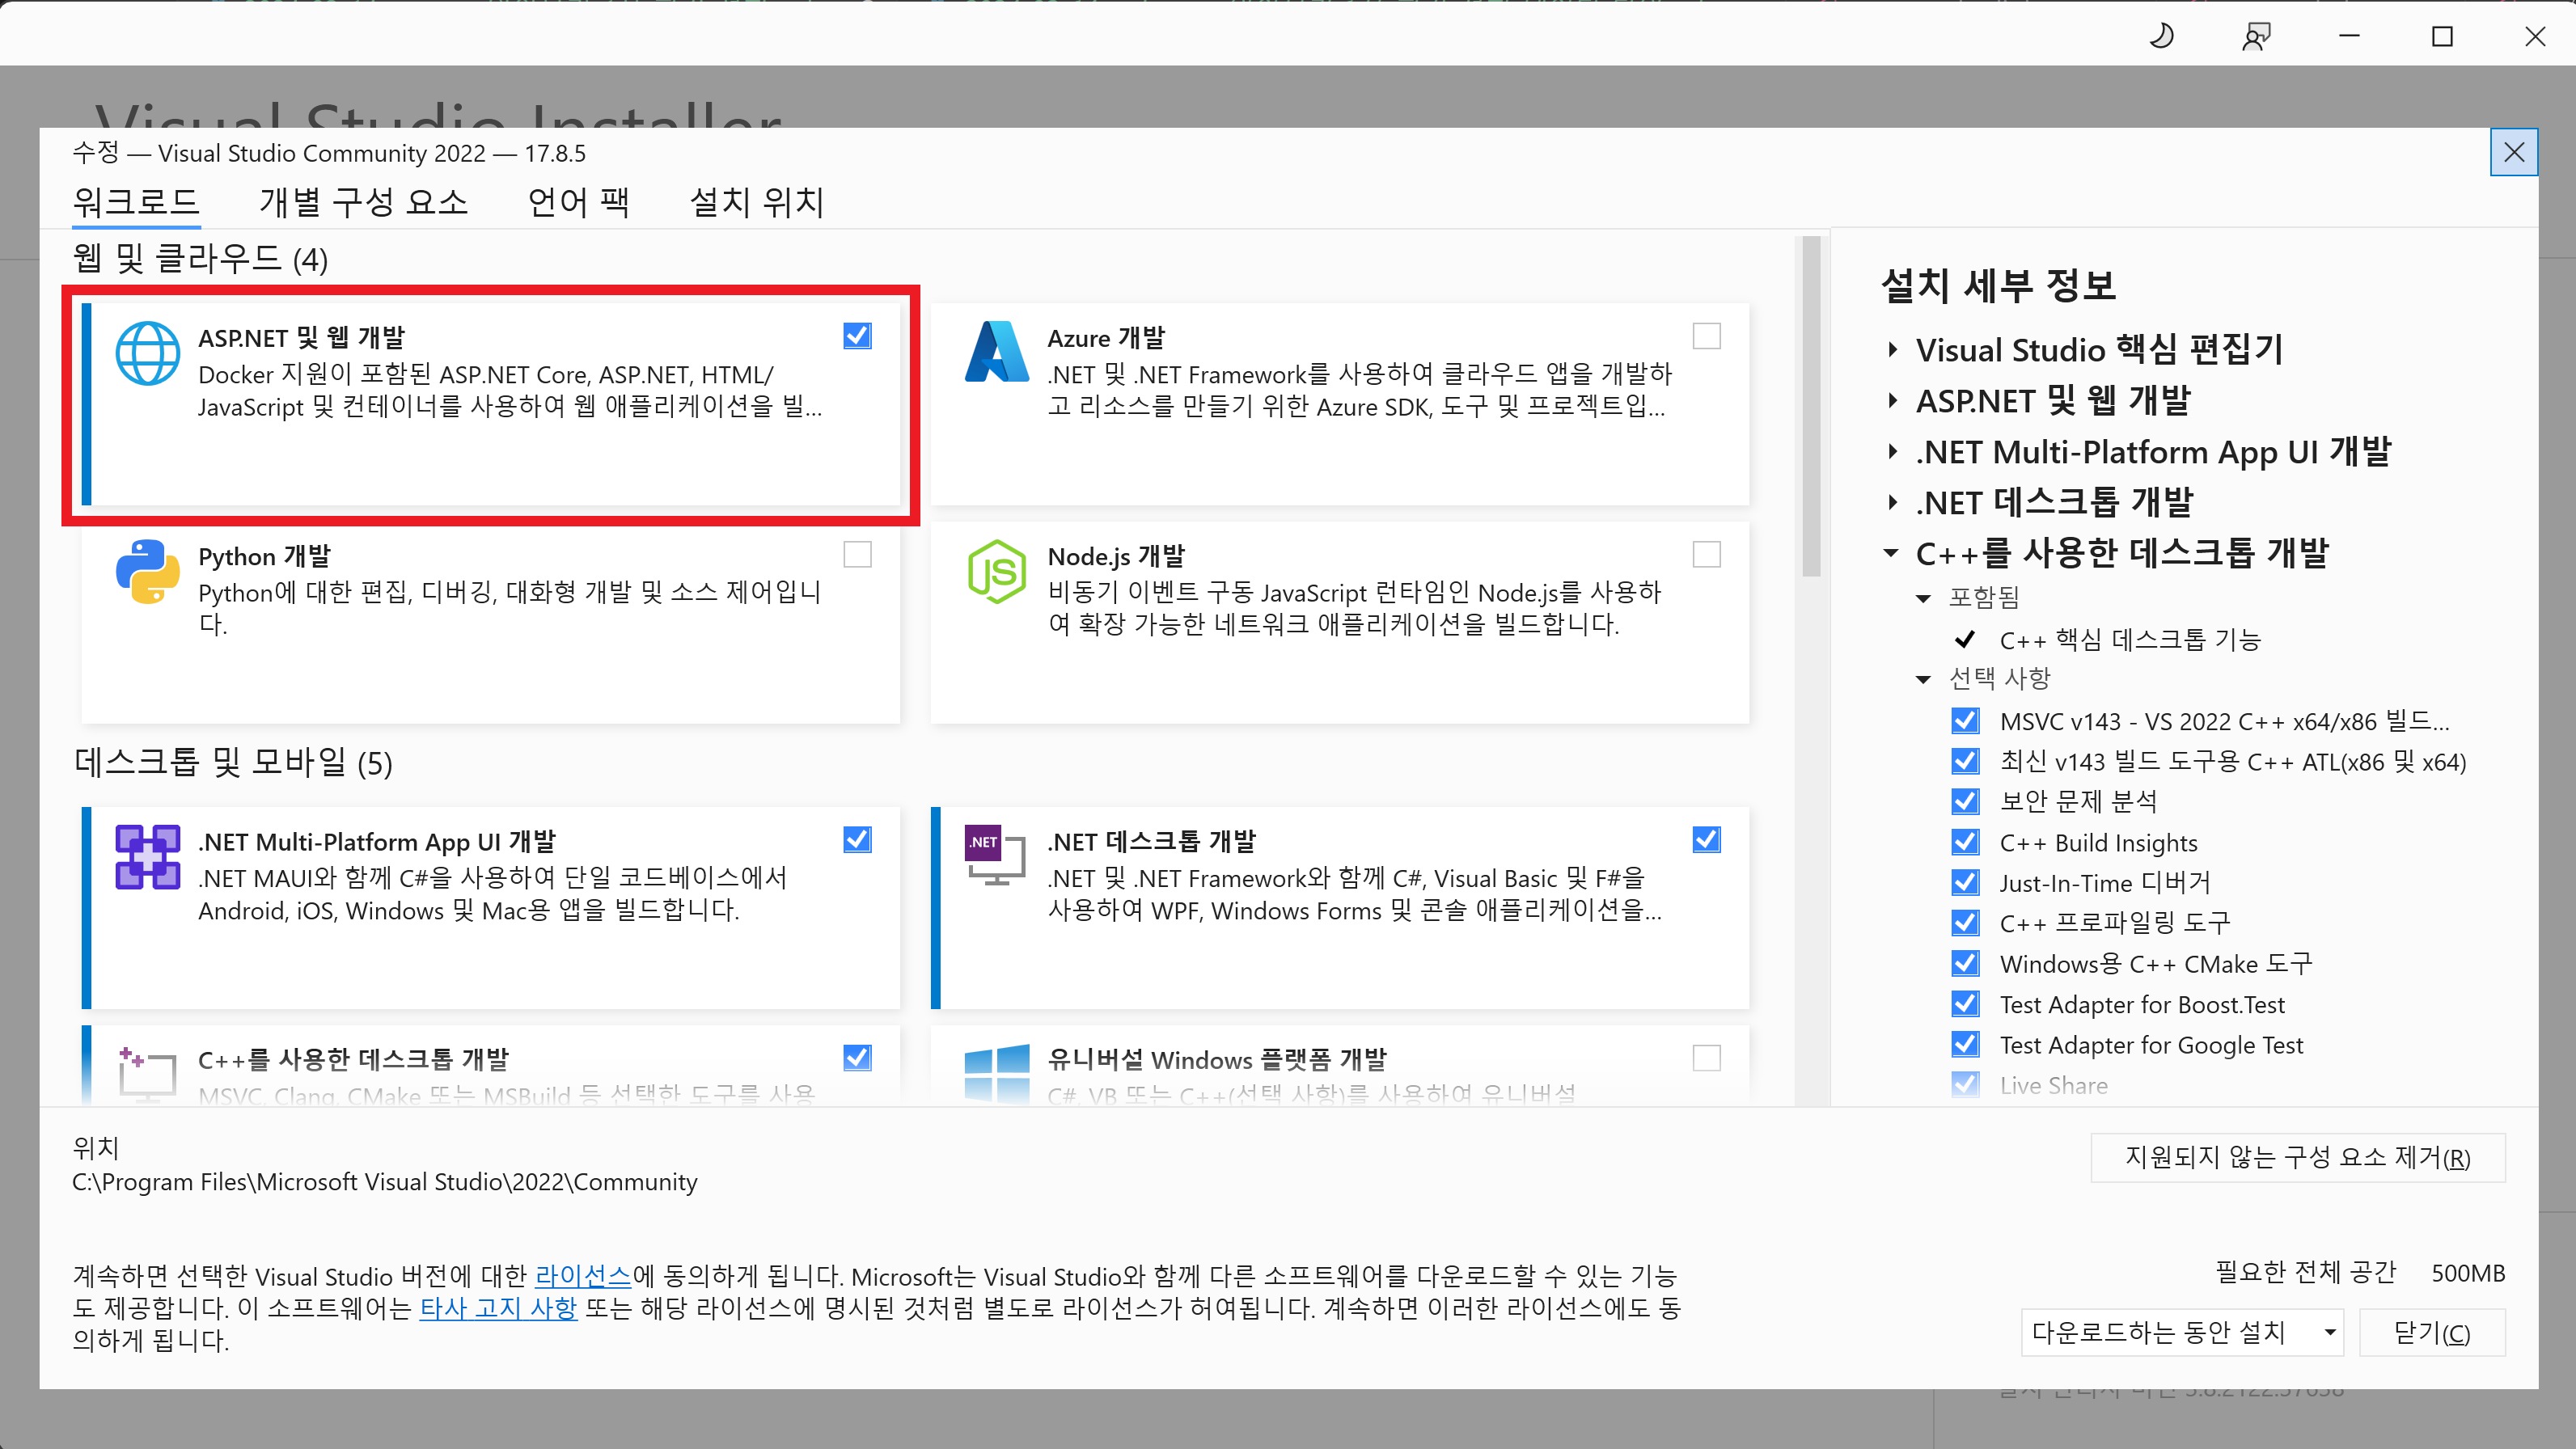 Visual Studio Installer
수정 — Visual Studio Community 2022 — 17.8.5
워크로드 개별 구성 요소 언어 팩 설치 위치
웹 및 클라우드 (4)
ASP.NET 및 웹 개발
Docker 지원이 포함된 ASP.NET Core, ASP.NET, HTML/
JavaScript 및 컨테이너를 사용하여 웹 애플리케이션을 빌...
Azure 개발
.NET 및 .NET Framework를 사용하여 클라우드 앱을 개발하
고 리소스를 만들기 위한 Azure SDK, 도구 및 프로젝트입...
Python 개발
Python에 대한 편집, 디버깅, 대화형 개발 및 소스 제어입니
다.
JS
Node.js 개발
비동기 이벤트 구동 JavaScript 런타임인 Node.js를 사용하
여 확장 가능한 네트워크 애플리케이션을 빌드합니다.
데스크톱 및 모바일 (5)
.NET Multi-Platform App UI 개발
.NET MAUI와 함께 C#을 사용하여 단일 코드베이스에서
Android, iOS, Windows 및 Mac용 앱을 빌드합니다.
.NET
.NET 데스크톱 개발
.NET 및 .NET Framework와 함께 C#, Visual Basic 및 F#을
사용하여 WPF, Windows Forms 및 콘솔 애플리케이션을...
C++를 사용한 데스크톱 개발
MSVC, Clang, CMake 또는 MSBuild 등 선택한 도구를 사용
유니버설 Windows 플랫폼 개발
C#, VB 또는 C++(선택 사항)를 사용하여 유니버설
설치 세부 정보
Visual Studio 핵심 편집기
ASP.NET 및 웹 개발
.NET Multi-Platform App UI 개발
.NET 데스크톱 개발
C++를 사용한 데스크톱 개발
포함됨
C++ 핵심 데스크톱 기능
선택 사항
MSVC v143 - VS 2022 C++ x64/x86 빌드...
최신 v143 빌드 도구용 C++ ATL(x86 및 x64)
보안 문제 분석
C++ Build Insights
Just-In-Time 디버거
C++ 프로파일링 도구
Windows용 C++ CMake 도구
Test Adapter for Boost.Test
Test Adapter for Google Test
Live Share
위치
C:\Program Files\Microsoft Visual Studio\2022\Community
지원되지 않는 구성 요소 제거(R)
계속하면 선택한 Visual Studio 버전에 대한 라이선스에 동의하게 됩니다. Microsoft는 Visual Studio와 함께 다른 소프트웨어를 다운로드할 수 있는 기능
도 제공합니다. 이 소프트웨어는 타사 고지 사항 또는 해당 라이선스에 명시된 것처럼 별도로 라이선스가 허여됩니다. 계속하면 이러한 라이선스에도 동
의하게 됩니다.
필요한 전체 공간 500MB
다운로드하는 동안 설치
닫기(C)